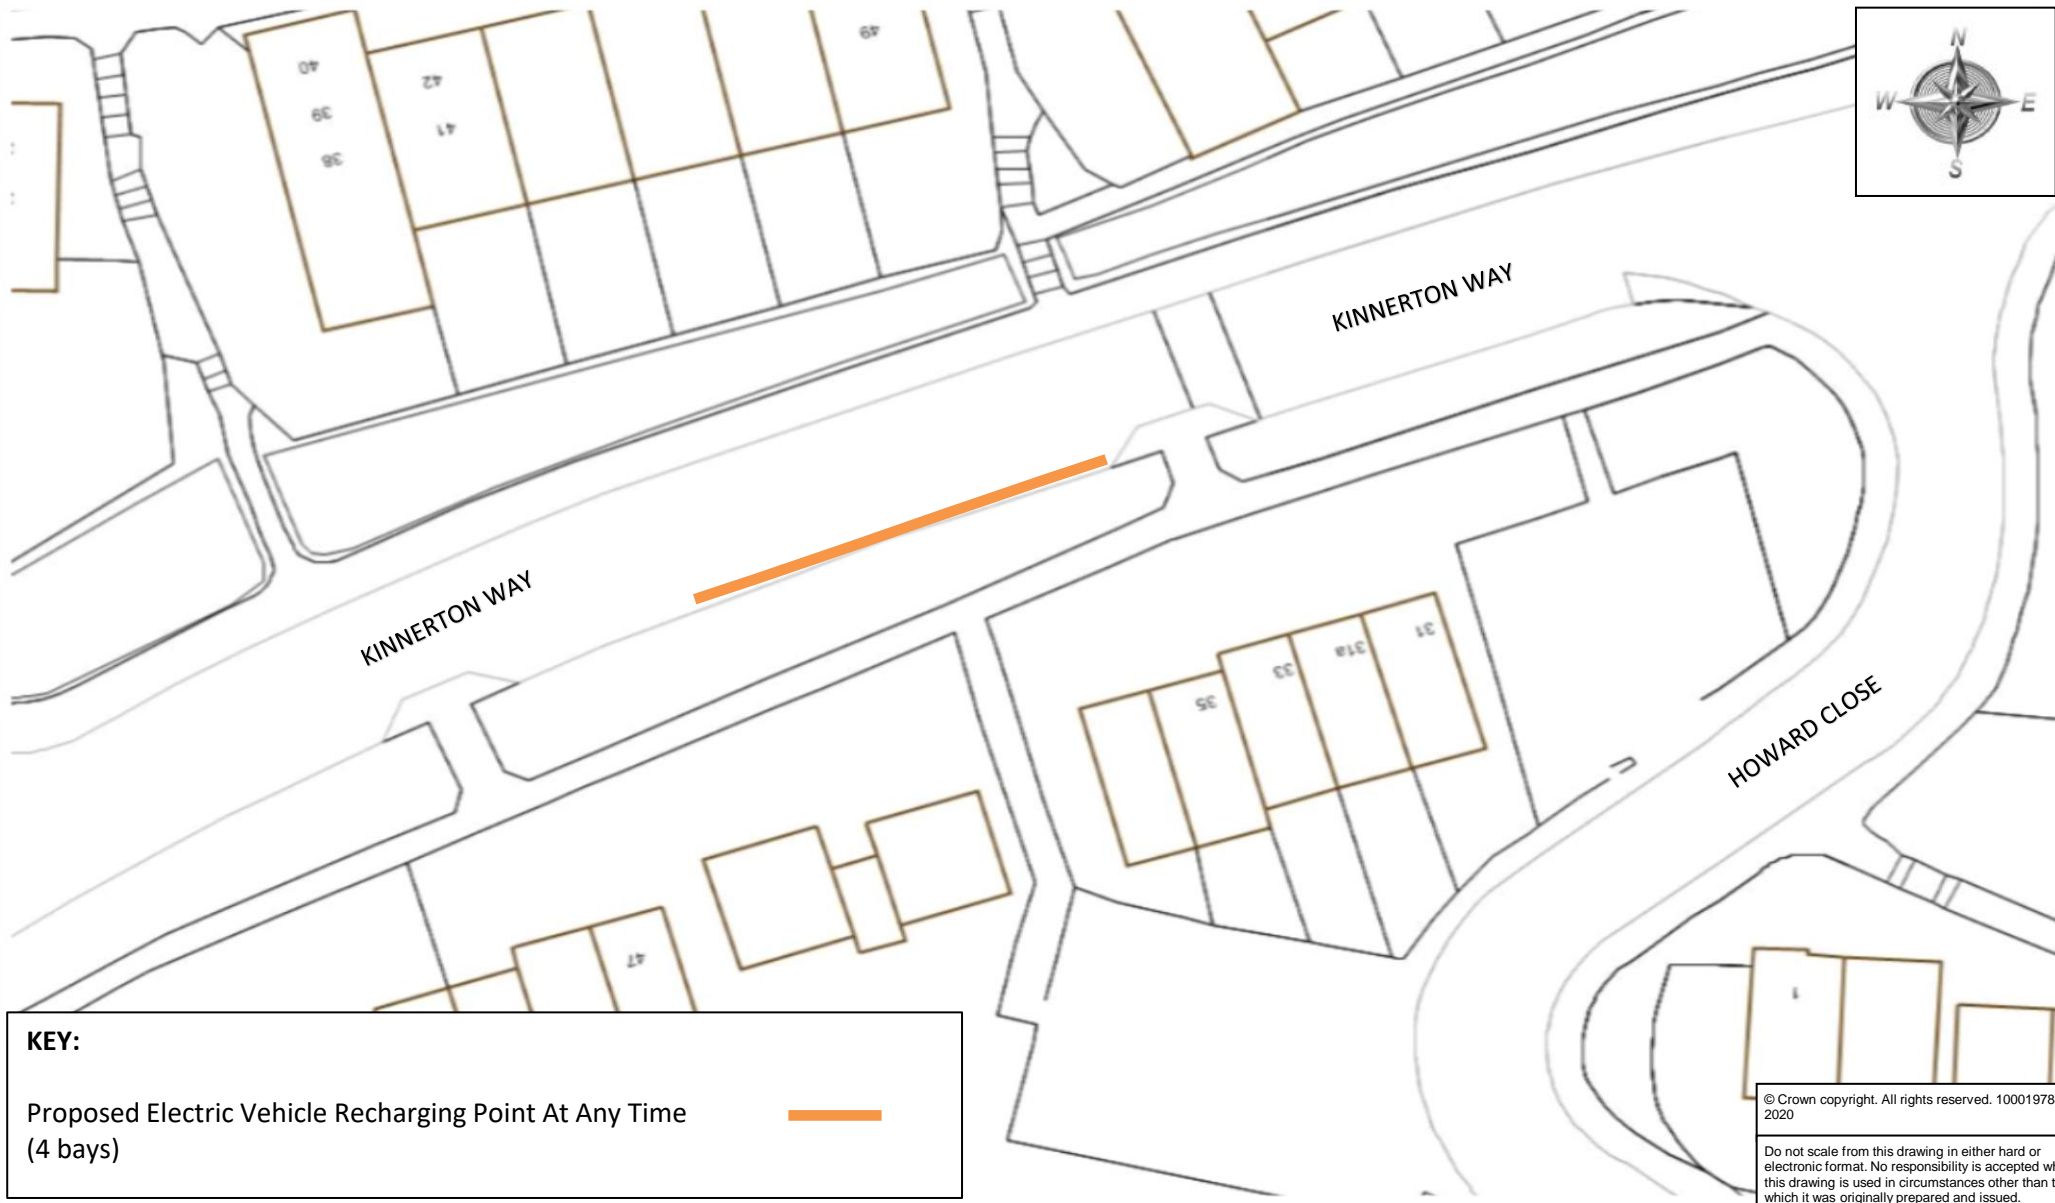 N
W E
S
40
39
38
42
41
49
KINNERTON WAY
KINNERTON WAY
31
31a
33
35
47
HOWARD CLOSE
1
KEY:
Proposed Electric Vehicle Recharging Point At Any Time
(4 bays)
© Crown copyright. All rights reserved. 10001978
2020
Do not scale from this drawing in either hard or
electronic format. No responsibility is accepted
this drawing is used in circumstances other than
which it was originally prepared and issued.